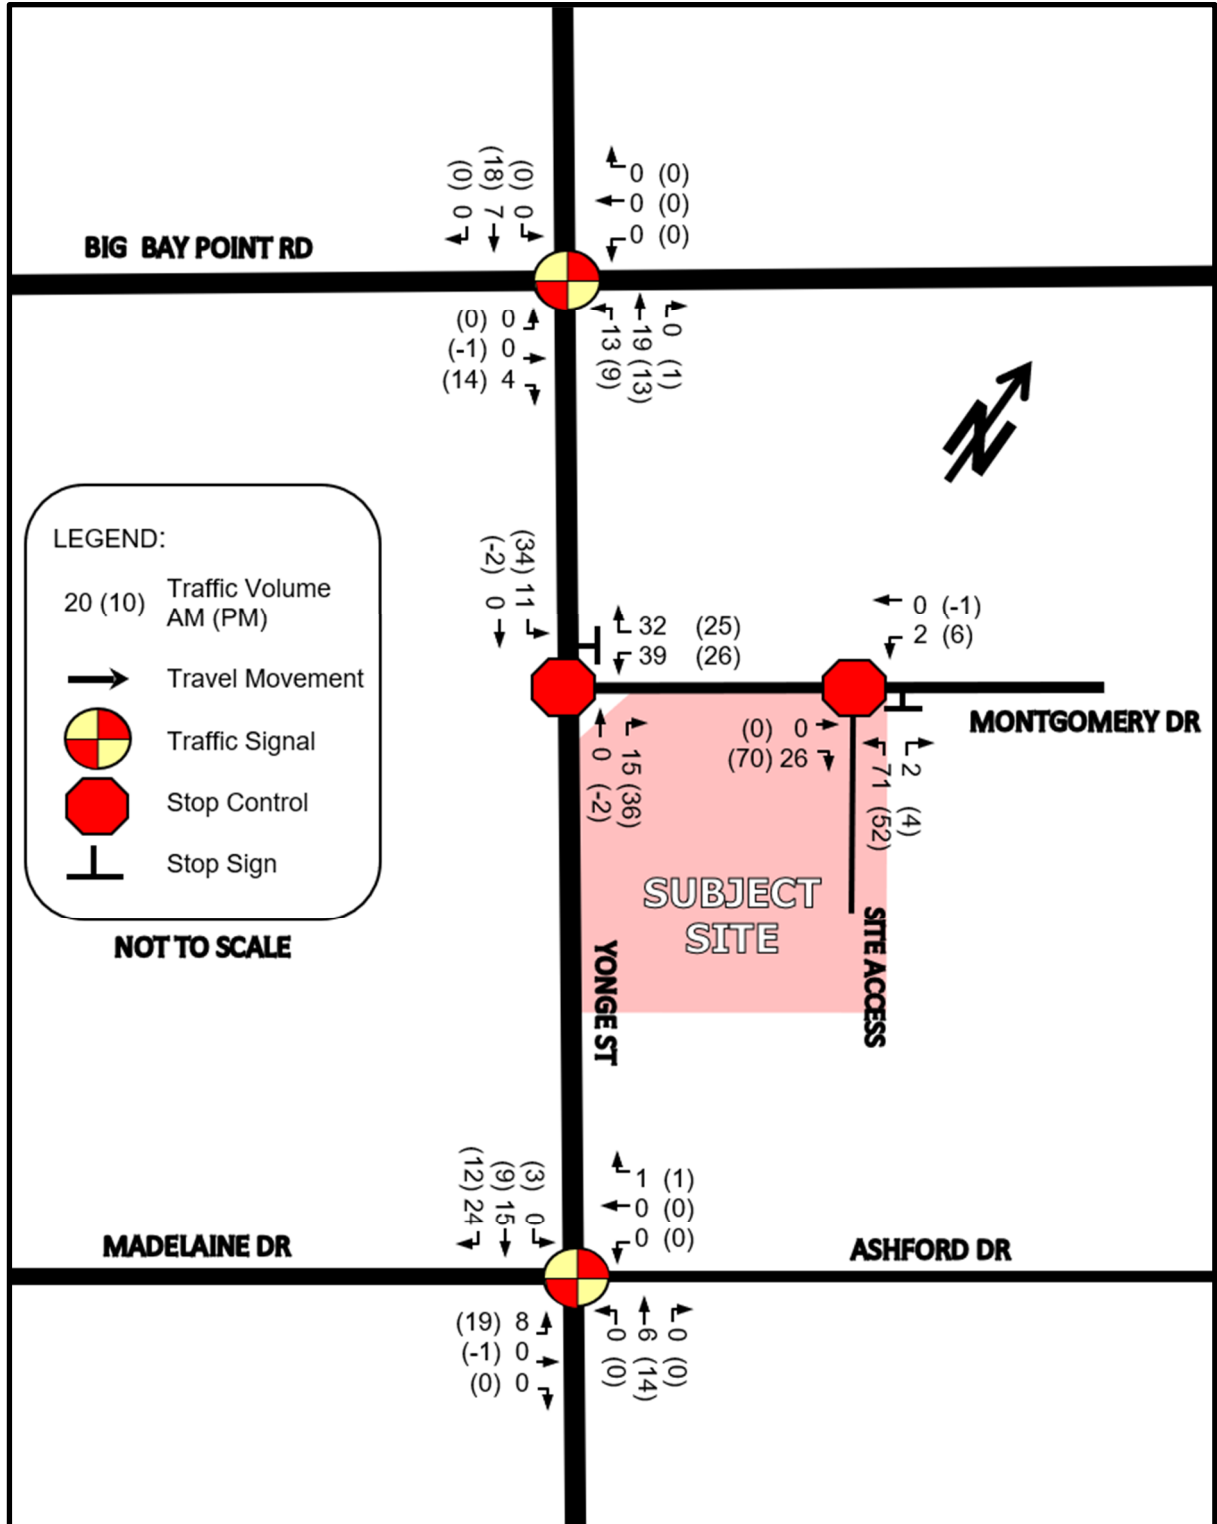 (0) 0
(18) 7
(0) 0
0 (0)
0 (0)
0 (0)
BIG BAY POINT RD
(0) 0
(-1) 0
(14) 4
13 (9)
19 (13)
0 (1)
N
LEGEND:
20 (10)
Traffic Volume
AM (PM)
Travel Movement
Traffic Signal
Stop Control
Stop Sign
NOT TO SCALE
(-2) 0
(34) 11
32 (25)
39 (26)
0 (-1)
2 (6)
MONTGOMERY DR
0 (-2)
15 (36)
(0) 0
(70) 26
71 (52)
2 (4)
SUBJECT
SITE
YONGE ST
SITE ACCESS
(12) 24
(9) 15
(3) 0
1 (1)
0 (0)
0 (0)
MADELAINE DR
ASHFORD DR
(19) 8
(-1) 0
(0) 0
0 (0)
6 (14)
0 (0)